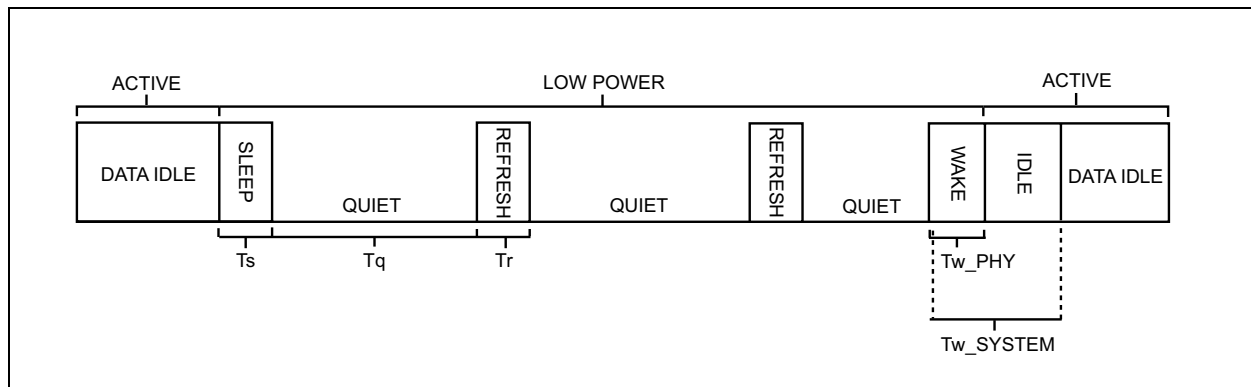 ACTIVE LOW POWER ACTIVE
DATA IDLE SLEEP QUIET REFRESH QUIET REFRESH QUIET WAKE IDLE DATA IDLE
Ts Tq Tr Tw_PHY
Tw_SYSTEM